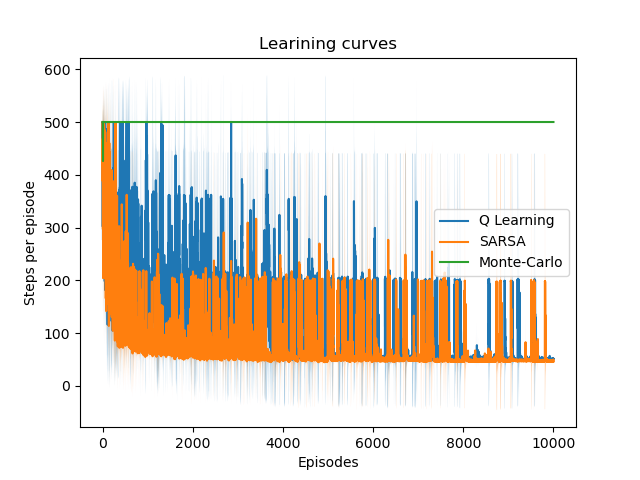 Learining curves
Steps per episode
600
500
400
300
200
100
0
Q Learning
SARSA
Monte-Carlo
0 2000 4000 6000 8000 10000
Episodes